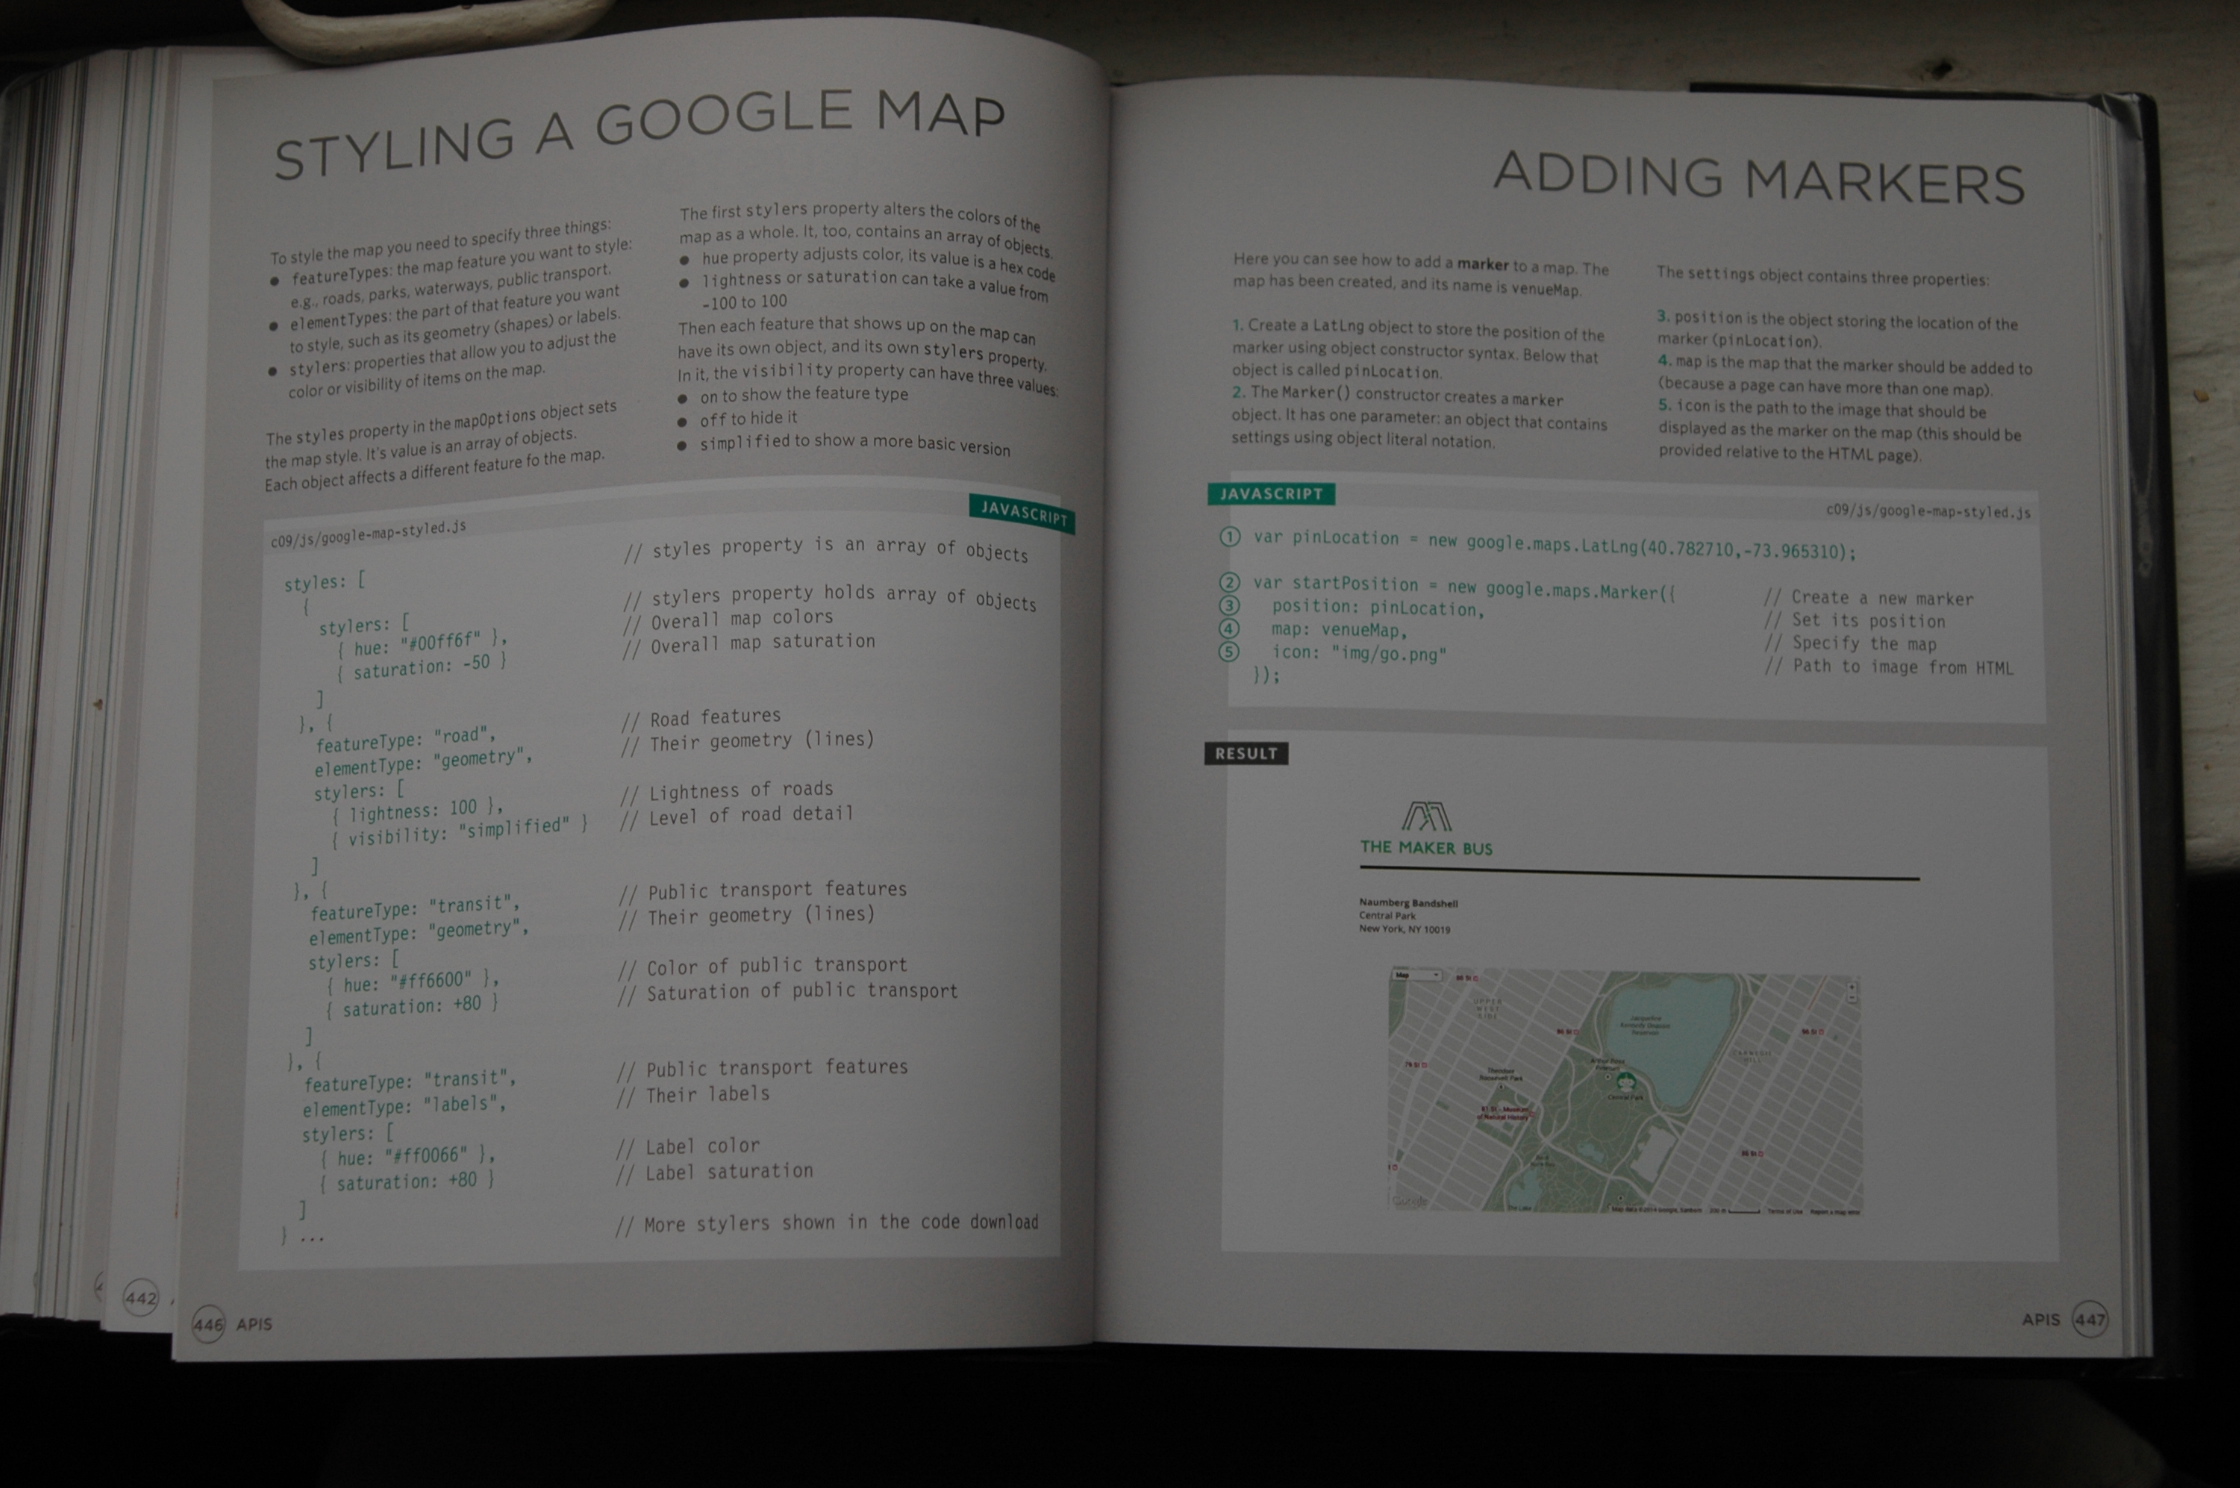 STYLING A GOOGLE MAP
To style the map you need to specify three things:
● featureTypes: the map feature you want to style:
e.g., roads, parks, waterways, public transport.
● elementTypes: the part of that feature you want
to style, such as its geometry (shapes) or labels.
● stylers: properties that allow you to adjust the
color or visibility of items on the map.
The styles property in the mapOptions object sets
the map style. It's value is an array of objects.
Each object affects a different feature fo the map.
The first stylers property alters the colors of the
map as a whole. It, too, contains an array of objects.
● hue property adjusts color, its value is a hex code
● lightness or saturation can take a value from
-100 to 100
Then each feature that shows up on the map can
have its own object, and its own stylers property.
In it, the visibility property can have three values:
● on to show the feature type
● off to hide it
● simplified to show a more basic version
JAVASCRIPT
c09/js/google-map-styled.js
styles: [ // styles property is an array of objects
{
stylers: [ // stylers property holds array of objects
{ hue: "#00ff6f" }, // Overall map colors
{ saturation: -50 } // Overall map saturation
]
}, {
featureType: "road", // Road features
elementType: "geometry", // Their geometry (lines)
stylers: [
{ lightness: 100 }, // Lightness of roads
{ visibility: "simplified" } // Level of road detail
]
}, {
featureType: "transit", // Public transport features
elementType: "geometry", // Their geometry (lines)
stylers: [
{ hue: "#ff6600" }, // Color of public transport
{ saturation: +80 } // Saturation of public transport
]
}, {
featureType: "transit", // Public transport features
elementType: "labels", // Their labels
stylers: [
{ hue: "#ff0066" }, // Label color
{ saturation: +80 } // Label saturation
]
} ... // More stylers shown in the code download
442
446 APIS
ADDING MARKERS
Here you can see how to add a marker to a map. The
map has been created, and its name is venueMap.
1. Create a LatLng object to store the position of the
marker using object constructor syntax. Below that
object is called pinLocation.
2. The Marker() constructor creates a marker
object. It has one parameter: an object that contains
settings using object literal notation.
The settings object contains three properties:
3. position is the object storing the location of the
marker (pinLocation).
4. map is the map that the marker should be added to
(because a page can have more than one map).
5. icon is the path to the image that should be
displayed as the marker on the map (this should be
provided relative to the HTML page).
JAVASCRIPT
c09/js/google-map-styled.js
1 var pinLocation = new google.maps.LatLng(40.782710,-73.965310);
2 var startPosition = new google.maps.Marker({ // Create a new marker
3 position: pinLocation, // Set its position
4 map: venueMap, // Specify the map
5 icon: "img/go.png" // Path to image from HTML
});
RESULT
THE MAKER BUS
Naumberg Bandshell
Central Park
New York, NY 10019
Map
86 St
UPPER
WEST
SIDE
Central Park
Google
Terms of Use
APIS 447